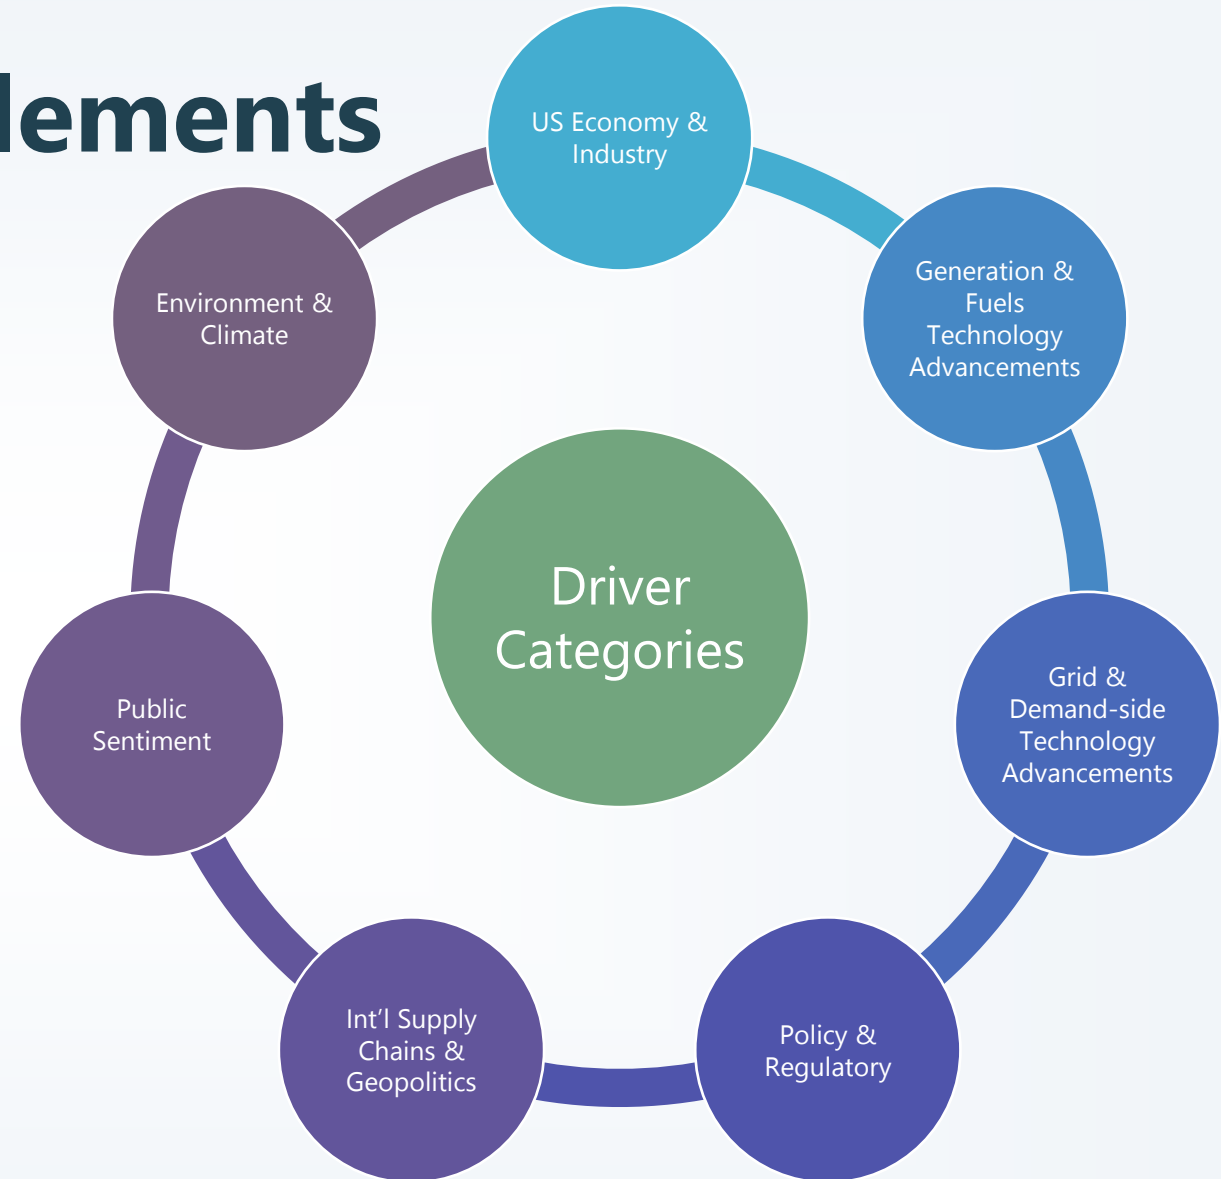 lements
US Economy &
Industry
Generation &
Fuels
Technology
Advancements
Grid &
Demand-side
Technology
Advancements
Policy &
Regulatory
Int’l Supply
Chains &
Geopolitics
Public
Sentiment
Environment &
Climate
Driver
Categories